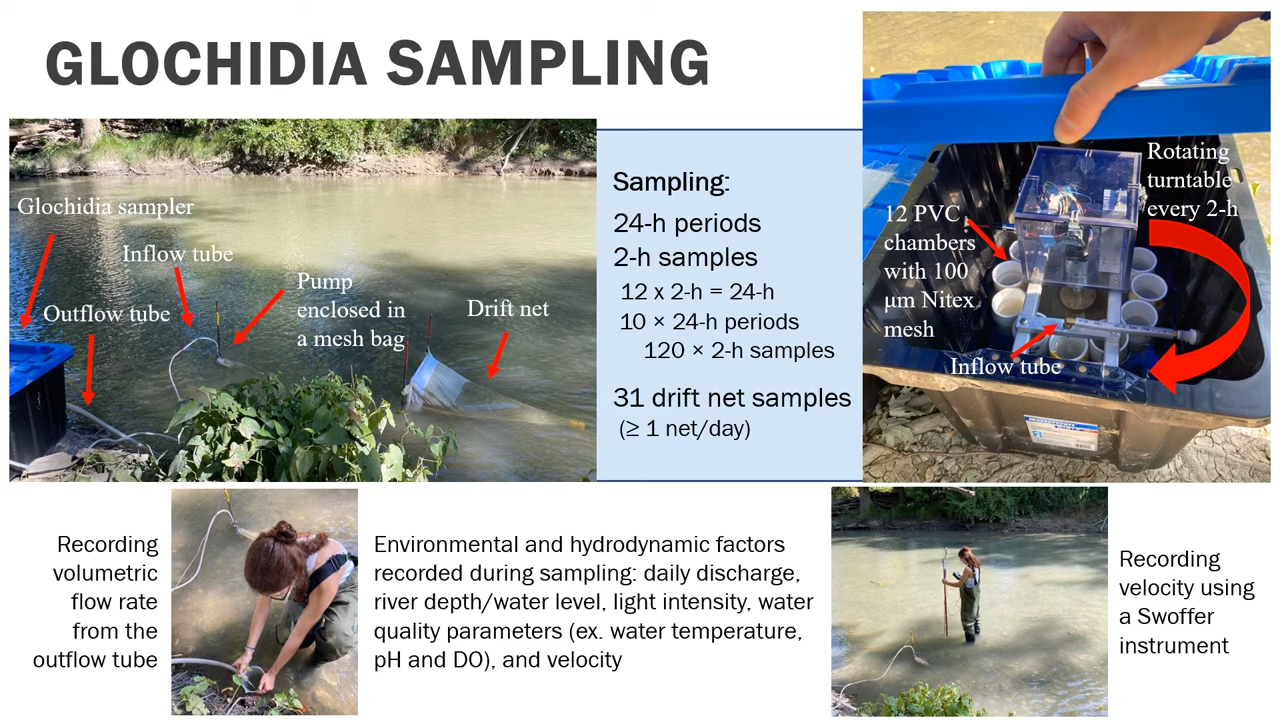 GLOCHIDIA SAMPLING
Glochidia sampler
Inflow tube
Outflow tube
Pump
enclosed in
a mesh bag
Drift net
Sampling:
24-h periods
2-h samples
12 x 2-h = 24-h
10 × 24-h periods
120 × 2-h samples
31 drift net samples
(≥ 1 net/day)
Rotating
turntable
every 2-h
12 PVC
chambers
with 100
μm Nitex
mesh
Inflow tube
Recording
volumetric
flow rate
from the
outflow tube
Environmental and hydrodynamic factors
recorded during sampling: daily discharge,
river depth/water level, light intensity, water
quality parameters (ex. water temperature,
pH and DO), and velocity
Recording
velocity using
a Swoffer
instrument